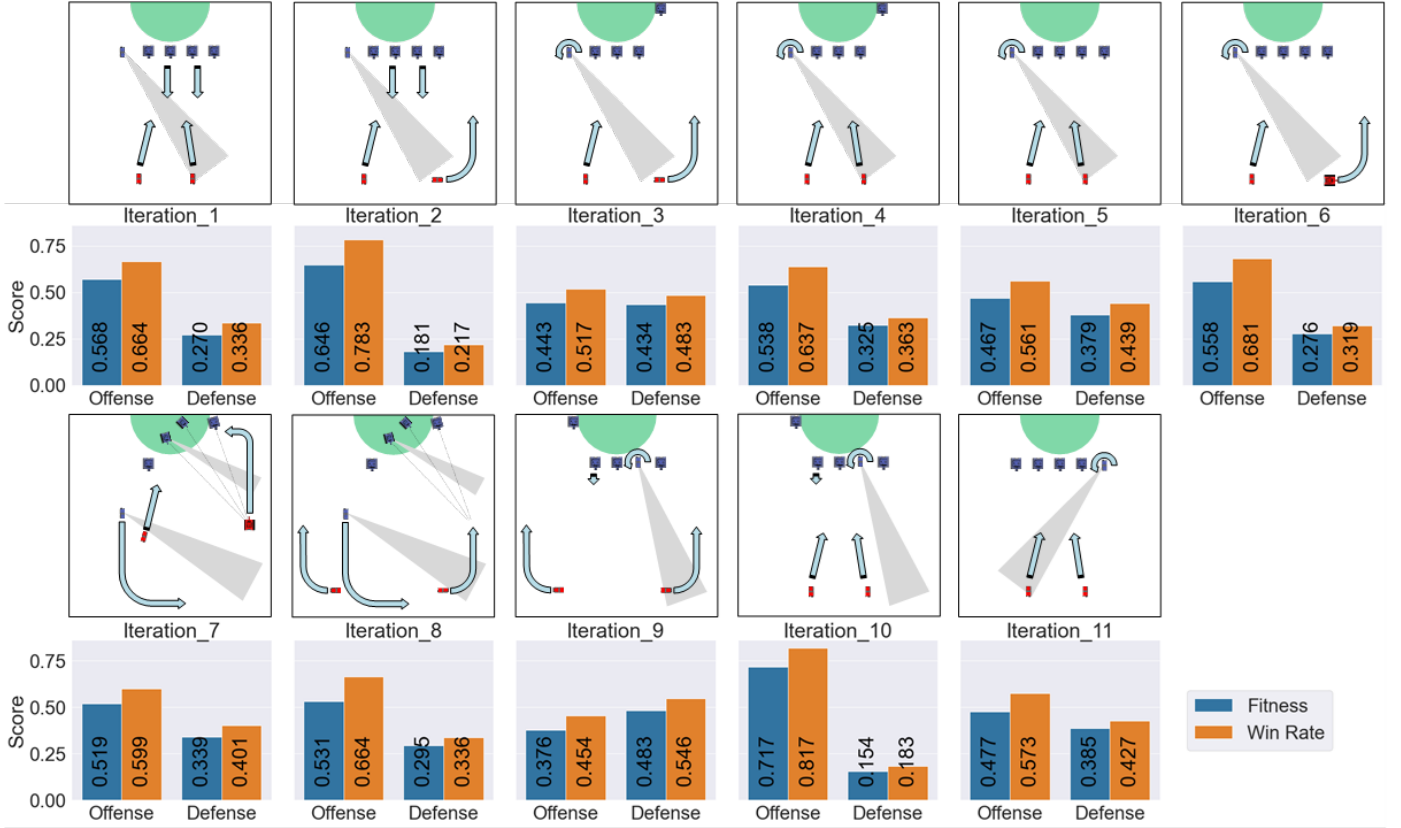 Iteration_1 Iteration_2 Iteration_3 Iteration_4 Iteration_5 Iteration_6
Score
0.75
0.50
0.25
0.00
0.568 0.664 0.270 0.336
0.646 0.783 0.181 0.217
0.443 0.517 0.434 0.483
0.538 0.637 0.325 0.363
0.467 0.561 0.379 0.439
0.558 0.681 0.276 0.319
Offense Defense Offense Defense Offense Defense Offense Defense Offense Defense Offense Defense
Iteration_7 Iteration_8 Iteration_9 Iteration_10 Iteration_11
Score
0.75
0.50
0.25
0.00
0.519 0.599 0.339 0.401
0.531 0.664 0.295 0.336
0.376 0.454 0.483 0.546
0.717 0.817 0.154 0.183
0.477 0.573 0.385 0.427
Fitness
Win Rate
Offense Defense Offense Defense Offense Defense Offense Defense Offense Defense